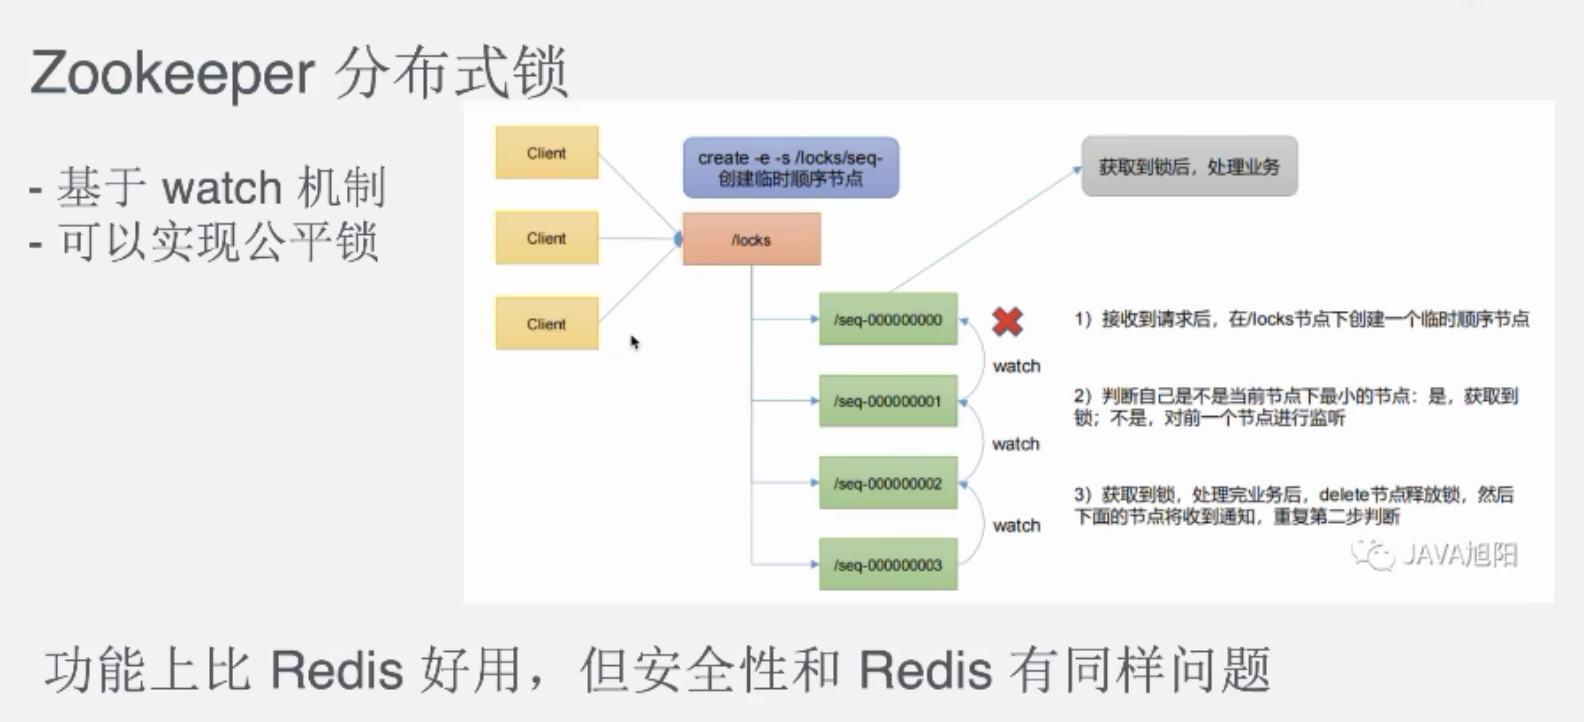 Zookeeper 分布式锁
- 基于 watch 机制
- 可以实现公平锁
Client
Client
Client
create -e -s /locks/seq-
创建临时顺序节点
/locks
获取到锁后，处理业务
/seq-000000000
/seq-000000001
/seq-000000002
/seq-000000003
watch
watch
watch
1）接收到请求后，在/locks节点下创建一个临时顺序节点
2）判断自己是不是当前节点下最小的节点：是，获取到
锁；不是，对前一个节点进行监听
3）获取到锁，处理完业务后，delete节点释放锁，然后
下面的节点将收到通知，重复第二步判断
JAVA旭阳
功能上比 Redis 好用，但安全性和 Redis 有同样问题